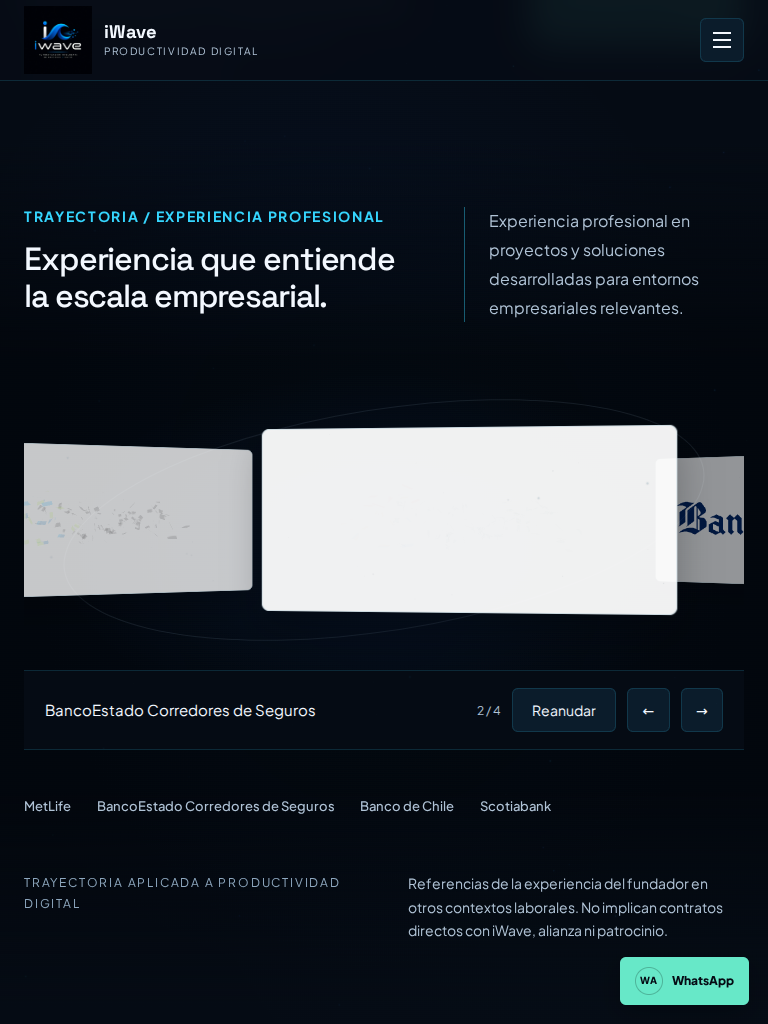 iwave
iWave
PRODUCTIVIDAD DIGITAL
TRAYECTORIA / EXPERIENCIA PROFESIONAL
Experiencia que entiende
la escala empresarial.
Experiencia profesional en
proyectos y soluciones
desarrolladas para entornos
empresariales relevantes.
Ban
BancoEstado Corredores de Seguros
2 / 4
Reanudar
←
→
MetLife
BancoEstado Corredores de Seguros
Banco de Chile
Scotiabank
TRAYECTORIA APLICADA A PRODUCTIVIDAD
DIGITAL
Referencias de la experiencia del fundador en
otros contextos laborales. No implican contratos
directos con iWave, alianza ni patrocinio.
WA
WhatsApp